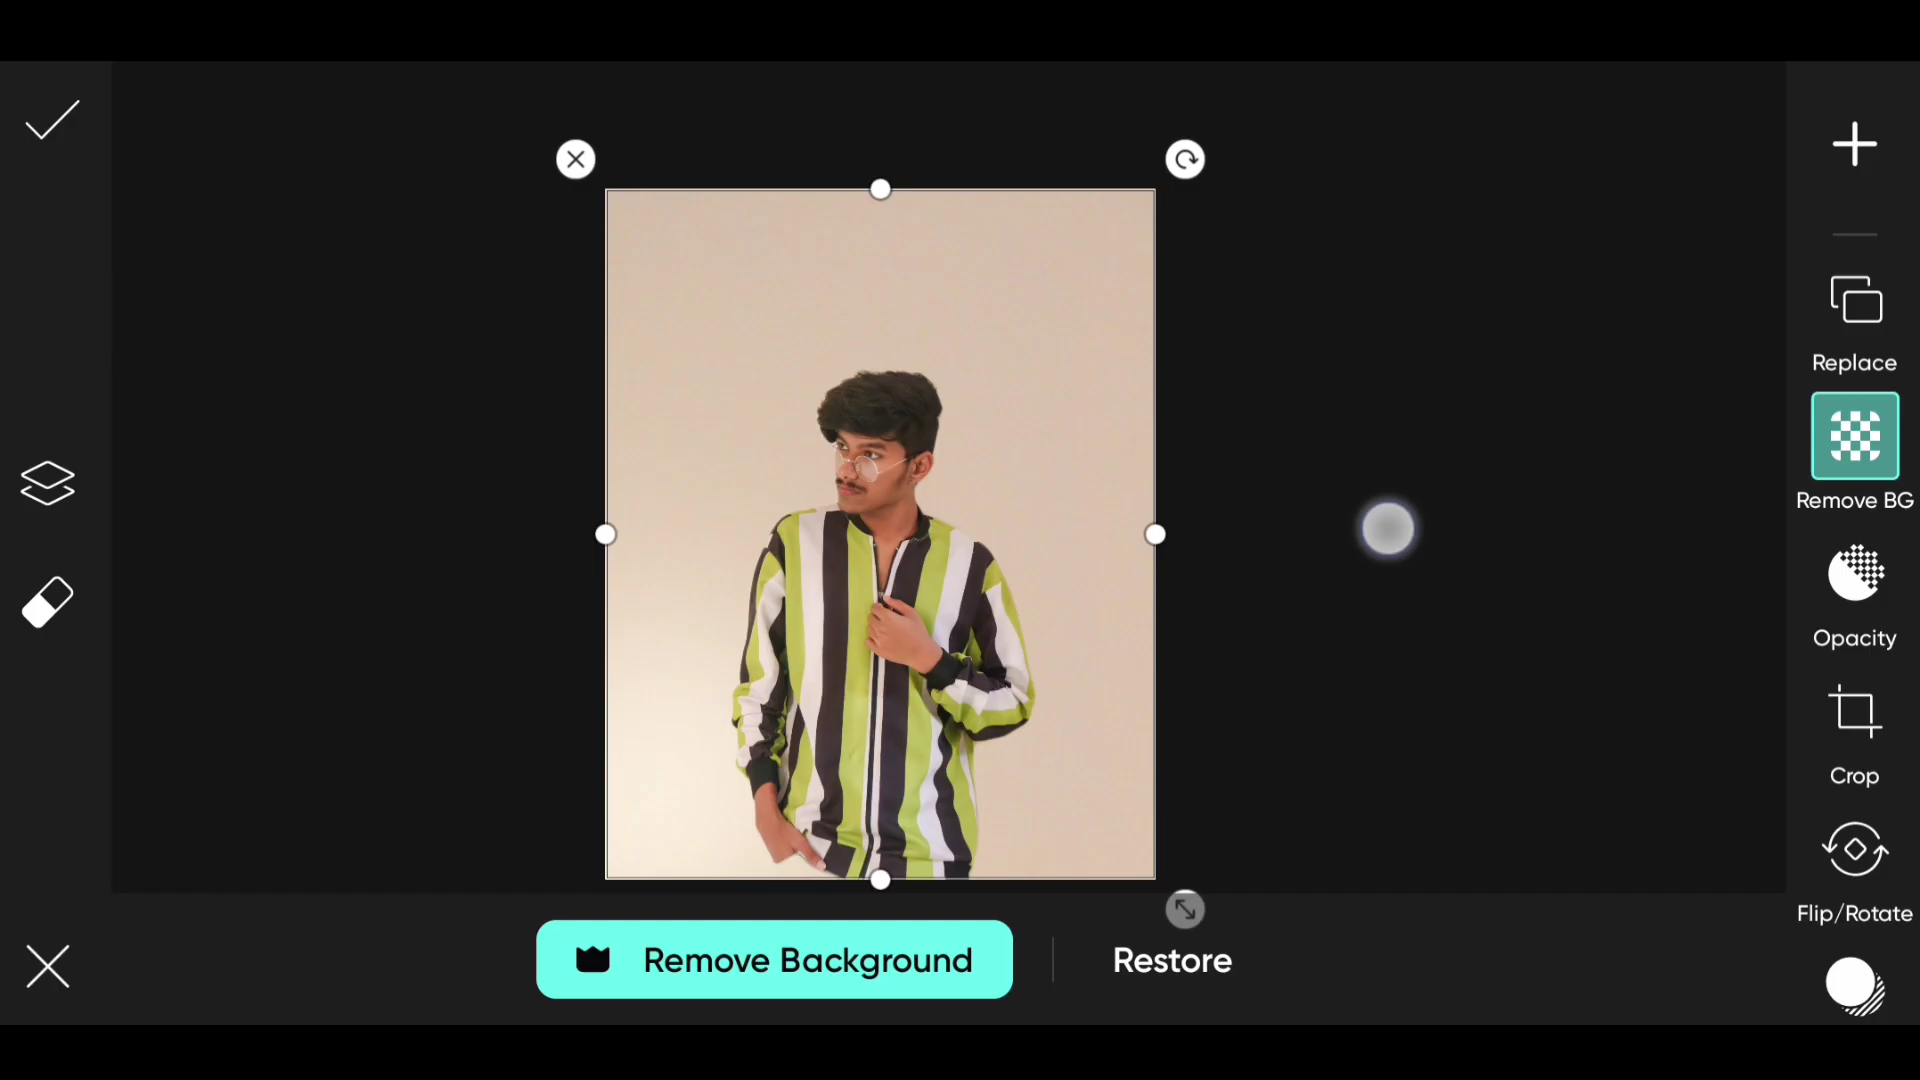 Replace
Remove BG
Opacity
Crop
Flip/Rotate
Remove Background
Restore